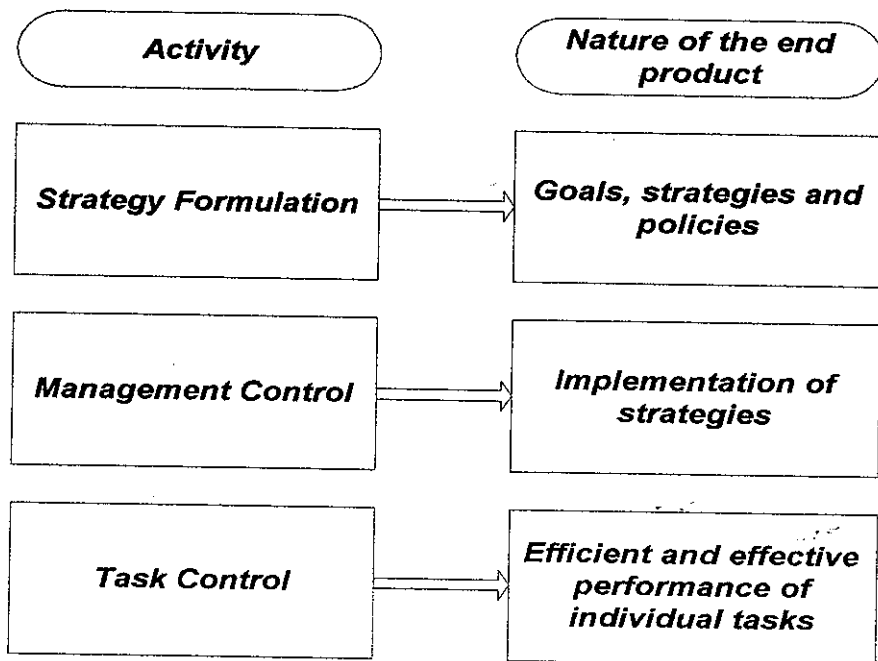 Activity
Nature of the end
product
Strategy Formulation
Goals, strategies and
policies
Management Control
Implementation of
strategies
Task Control
Efficient and effective
performance of
individual tasks